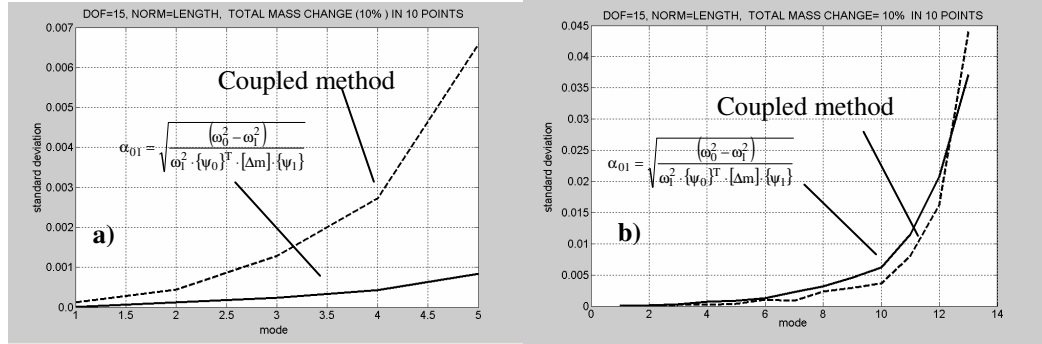 DOF=15, NORM=LENGTH, TOTAL MASS CHANGE (10% ) IN 10 POINTS
0.007
0.006
0.005
0.004
0.003
0.002
0.001
0.0
standard deviation
Coupled method
α01 = √((ω0² − ω1²) / (ω1² · {ψ0}ᵀ · [Δm] · {ψ1}))
a)
1 1.5 2 2.5 3 3.5 4 4.5 5
mode
DOF=15, NORM=LENGTH, TOTAL MASS CHANGE= 10% IN 10 POINTS
0.045
0.04
0.035
0.03
0.025
0.02
0.015
0.01
0.005
0
standard deviation
Coupled method
α01 = √((ω0² − ω1²) / (ω1² · {ψ0}ᵀ · [Δm] · {ψ1}))
b)
0 2 4 6 8 10 12 14
mode